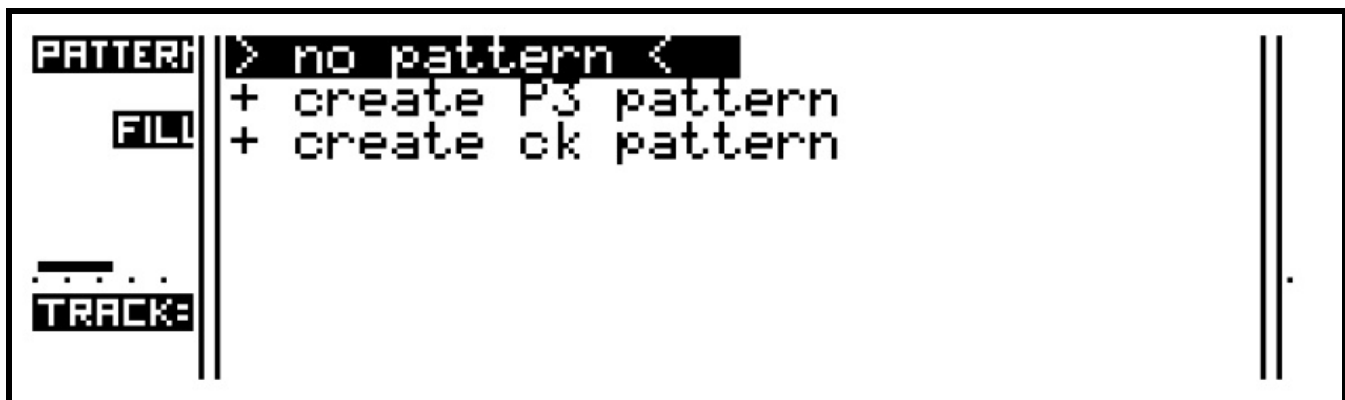 PATTERN
> no pattern <
+ create P3 pattern
FILL
+ create ck pattern
TRACK: